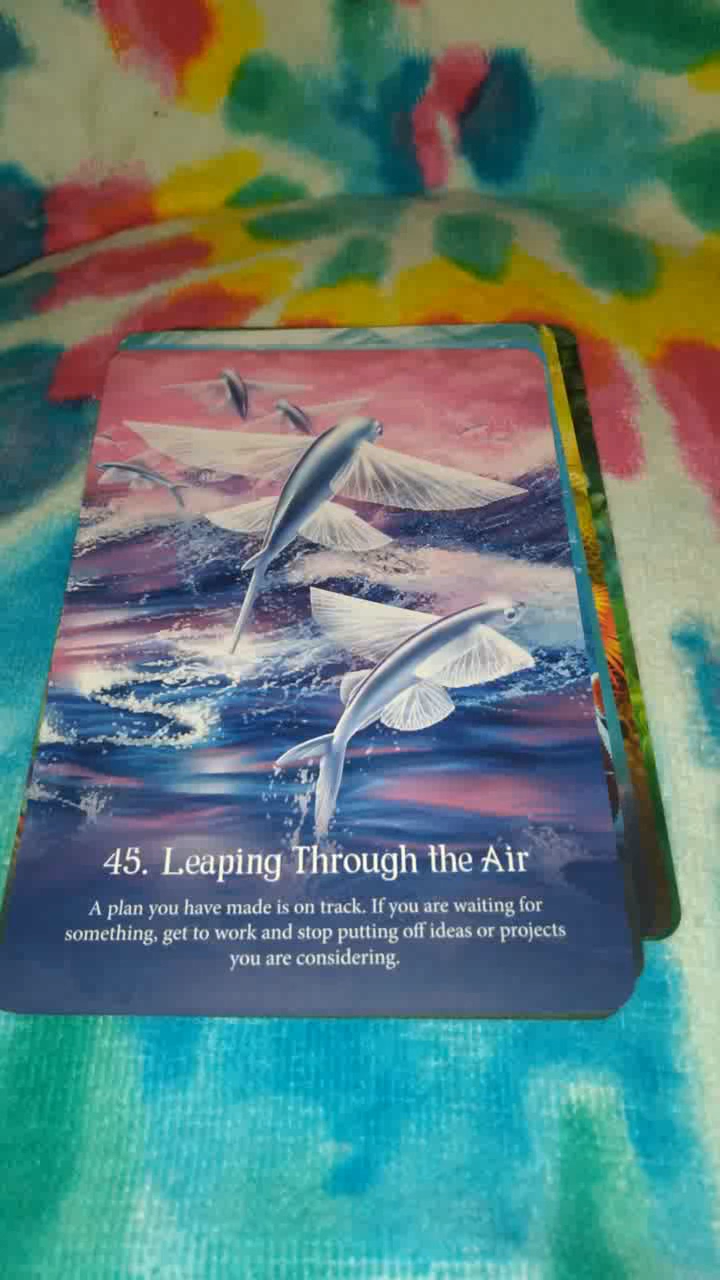 45. Leaping Through the Air
A plan you have made is on track. If you are waiting for
something, get to work and stop putting off ideas or projects
you are considering.